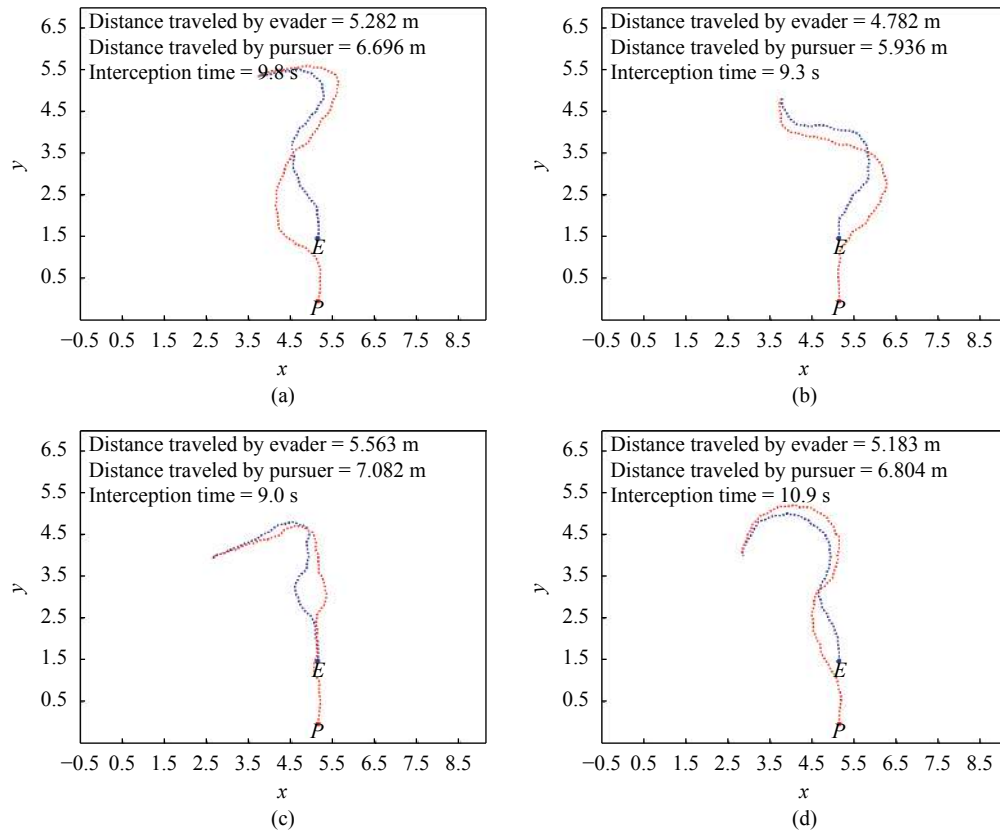 6.5
Distance traveled by evader = 5.282 m
Distance traveled by pursuer = 6.696 m
5.5
Interception time = 9.8 s
4.5
y
3.5
2.5
1.5
E
0.5
P
−0.5 0.5 1.5 2.5 3.5 4.5 5.5 6.5 7.5 8.5
x
(a)
6.5
Distance traveled by evader = 4.782 m
Distance traveled by pursuer = 5.936 m
5.5
Interception time = 9.3 s
4.5
y
3.5
2.5
1.5
E
0.5
P
−0.5 0.5 1.5 2.5 3.5 4.5 5.5 6.5 7.5 8.5
x
(b)
6.5
Distance traveled by evader = 5.563 m
Distance traveled by pursuer = 7.082 m
5.5
Interception time = 9.0 s
4.5
y
3.5
2.5
1.5
E
0.5
P
−0.5 0.5 1.5 2.5 3.5 4.5 5.5 6.5 7.5 8.5
x
(c)
6.5
Distance traveled by evader = 5.183 m
Distance traveled by pursuer = 6.804 m
5.5
Interception time = 10.9 s
4.5
y
3.5
2.5
1.5
E
0.5
P
−0.5 0.5 1.5 2.5 3.5 4.5 5.5 6.5 7.5 8.5
x
(d)